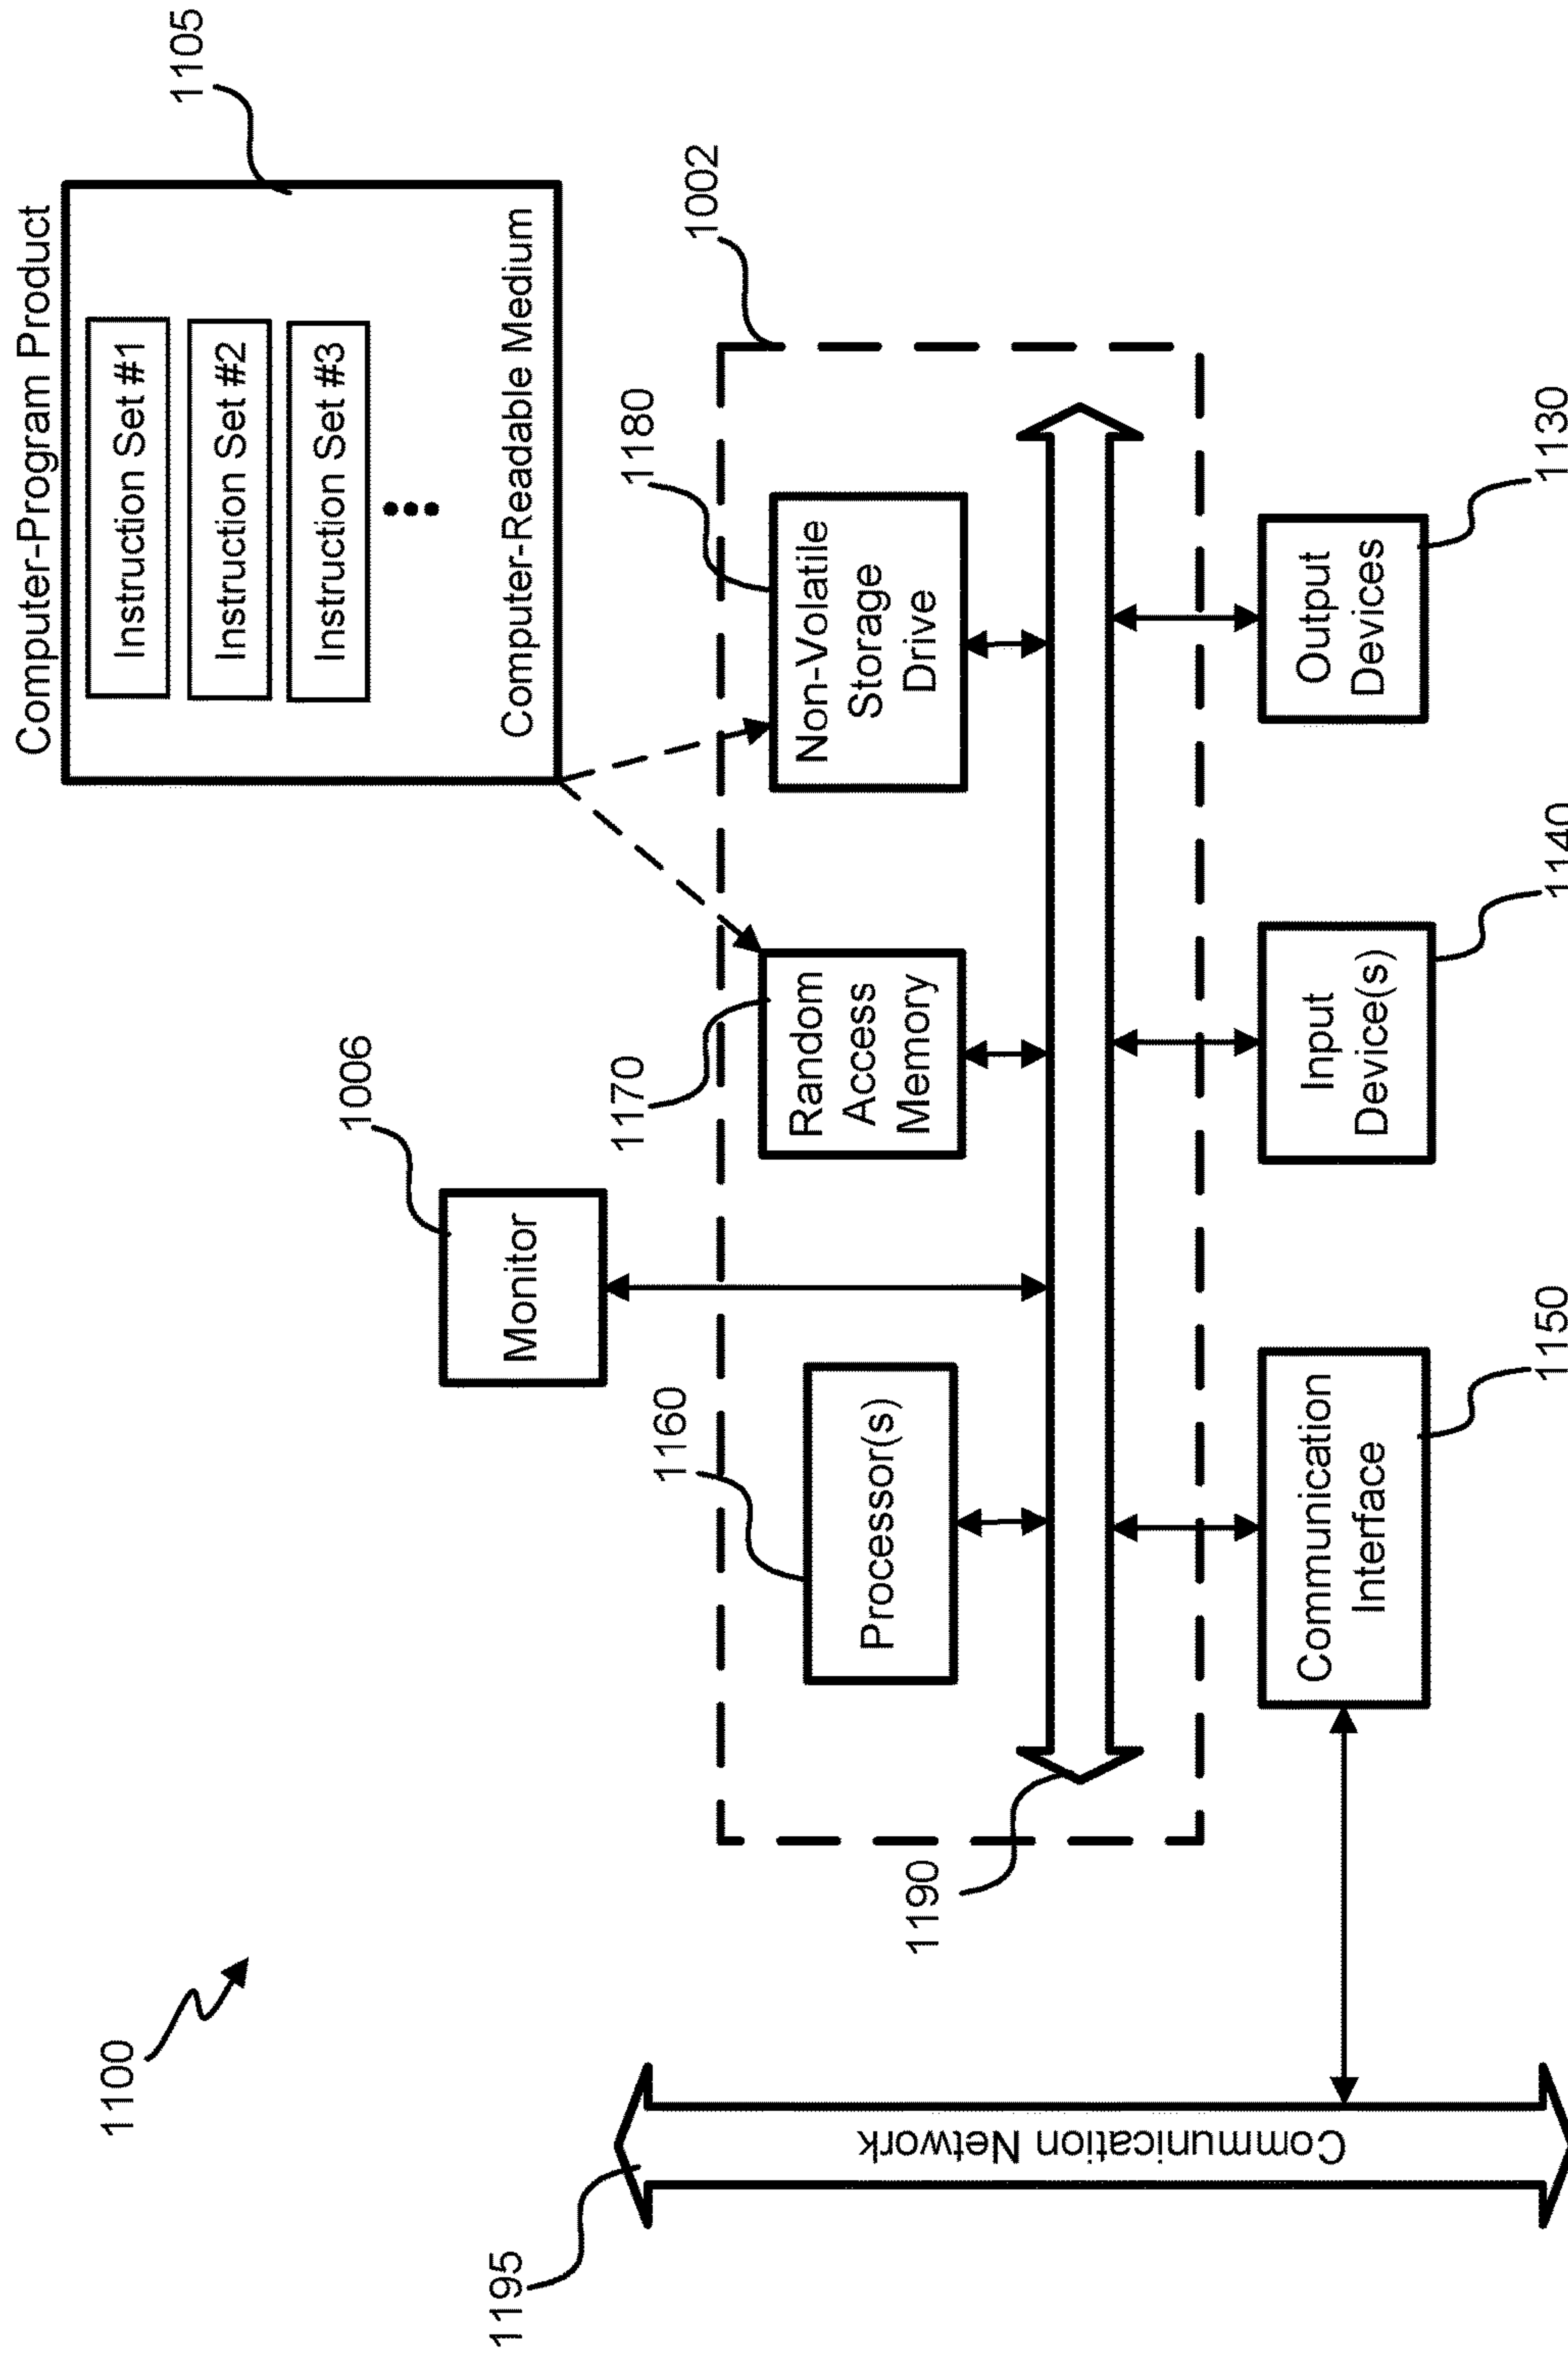 1100
Computer-Program Product
Instruction Set #1
Instruction Set #2
Instruction Set #3
Computer-Readable Medium
1105
1006
Monitor
1002
1160
1170
1180
Processor(s)
Random
Access
Memory
Non-Volatile
Storage
Drive
1190
1195
Communication Network
Communication
Interface
Input
Device(s)
Output
Devices
1150
1140
1130